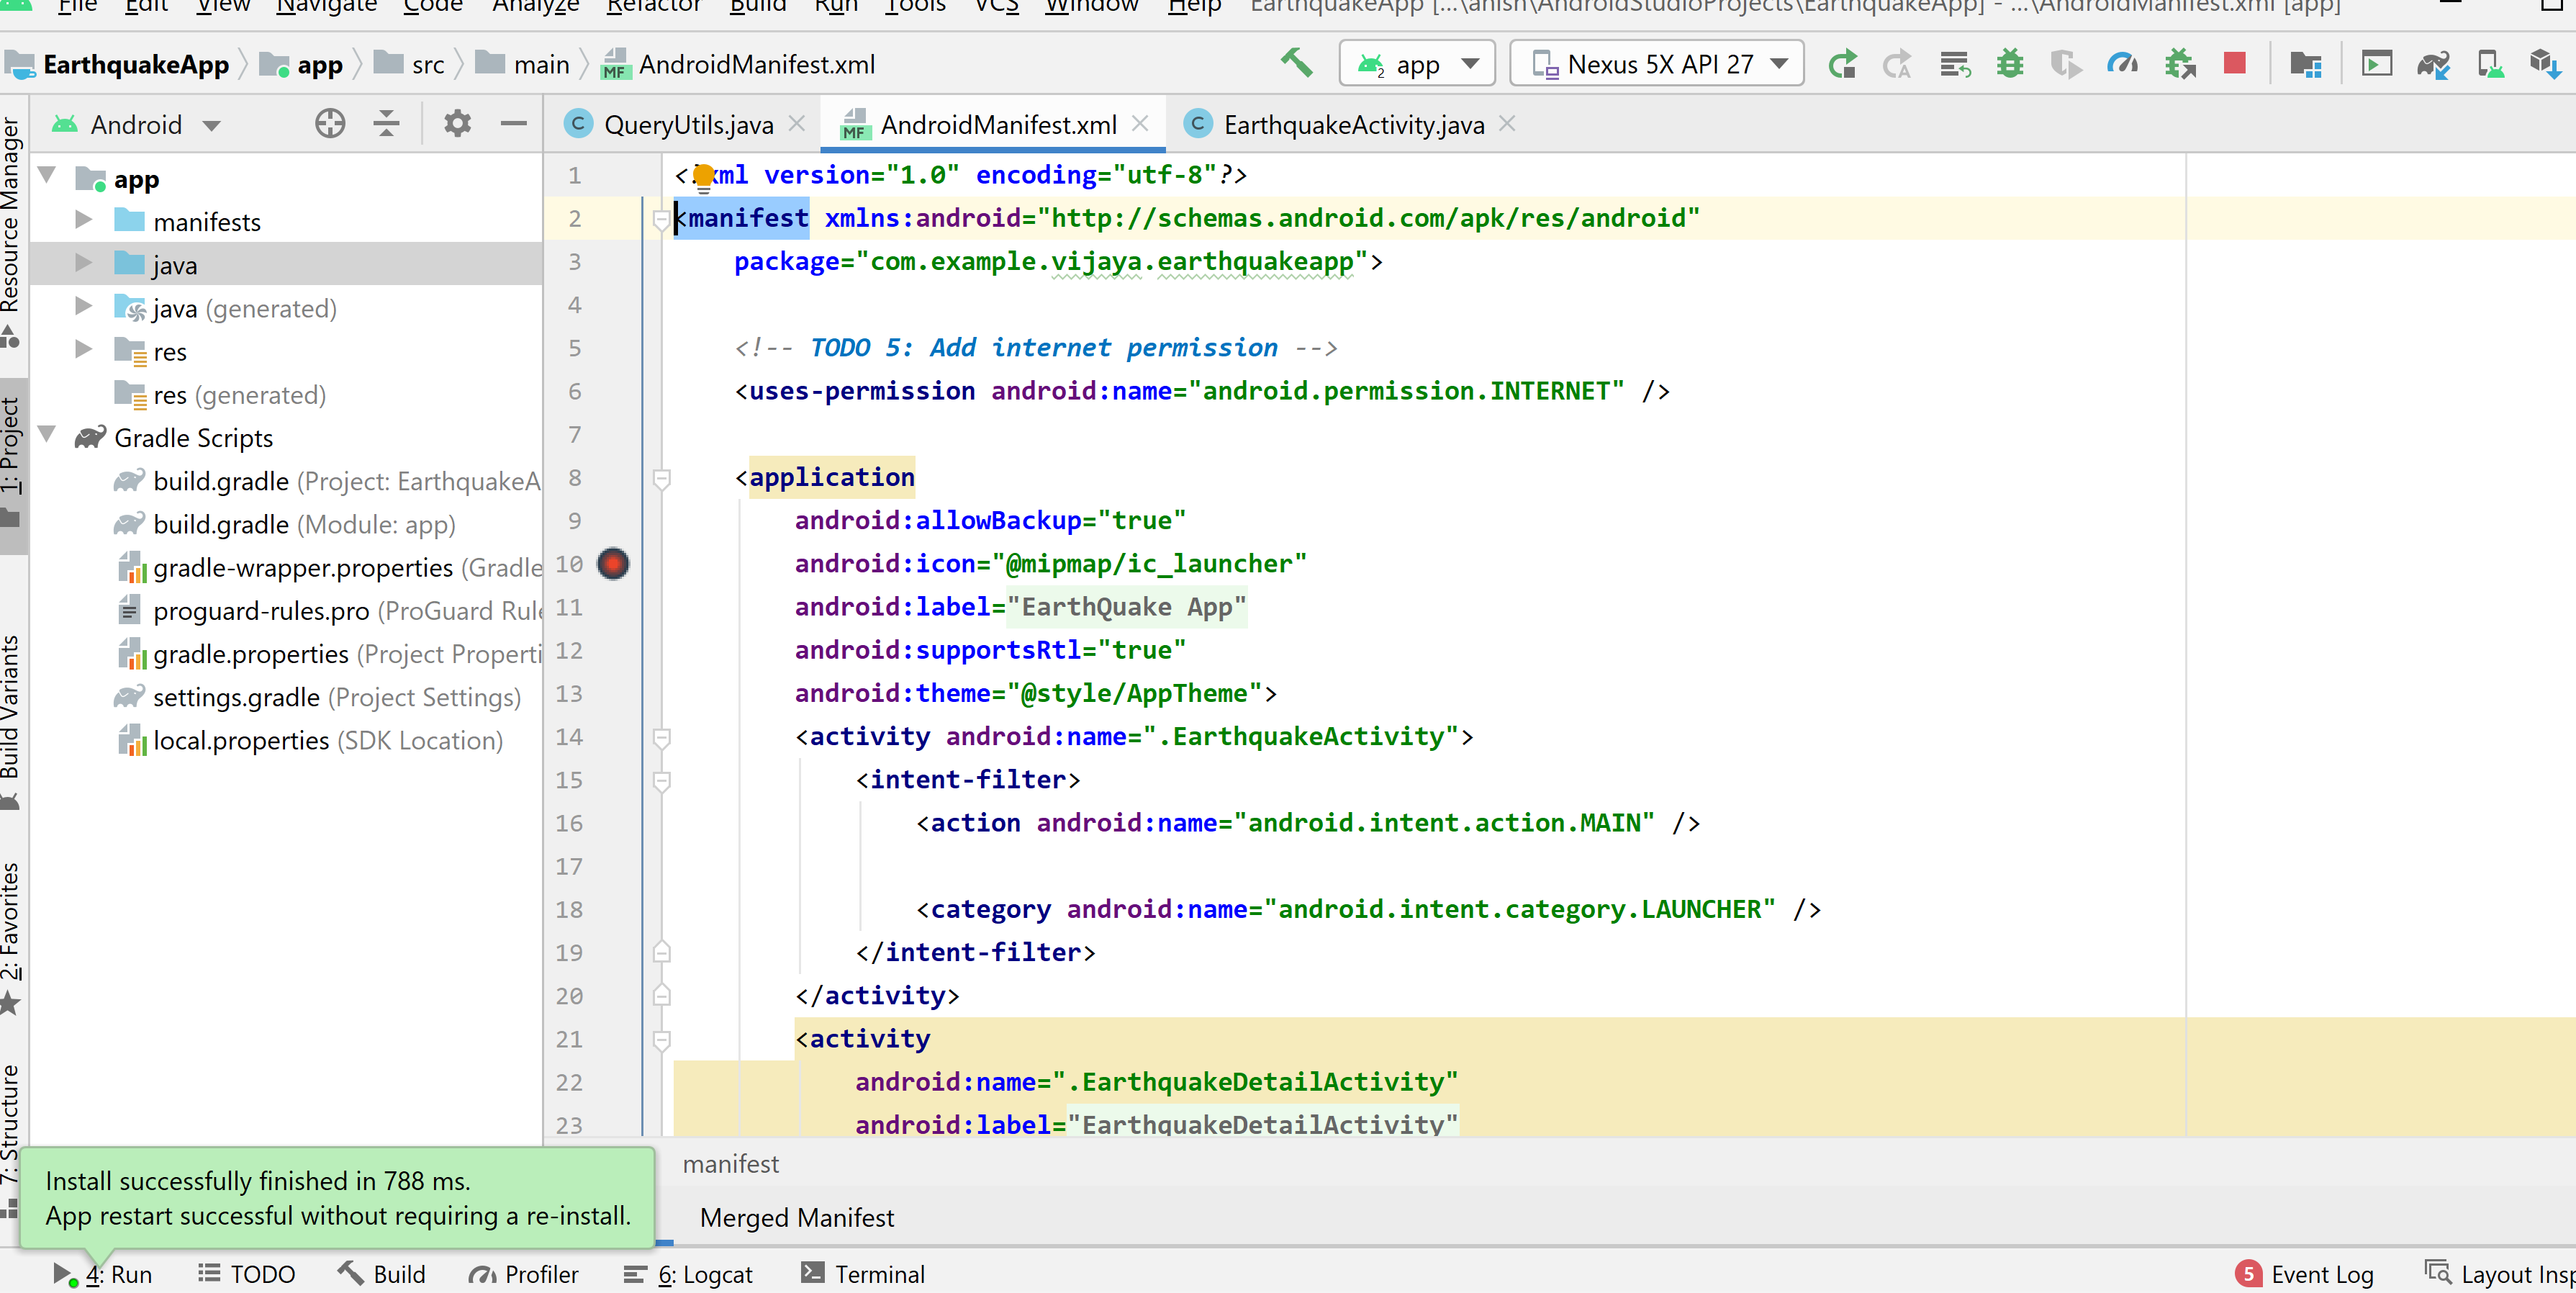 File Edit View Navigate Code Analyze Refactor Build Run Tools VCS Window Help EarthquakeApp [...\anish\AndroidStudioProjects\EarthquakeApp] - ...\AndroidManifest.xml [app]
EarthquakeApp app src main AndroidManifest.xml app Nexus 5X API 27
Android
QueryUtils.java AndroidManifest.xml EarthquakeActivity.java
Resource Manager
1: Project
Build Variants
2: Favorites
7: Structure
app
manifests
java
java (generated)
res
res (generated)
Gradle Scripts
build.gradle (Project: EarthquakeA
build.gradle (Module: app)
gradle-wrapper.properties (Gradle
proguard-rules.pro (ProGuard Rule
gradle.properties (Project Properti
settings.gradle (Project Settings)
local.properties (SDK Location)
1 <?xml version="1.0" encoding="utf-8"?>
2 <manifest xmlns:android="http://schemas.android.com/apk/res/android"
3 package="com.example.vijaya.earthquakeapp">
4
5 <!-- TODO 5: Add internet permission -->
6 <uses-permission android:name="android.permission.INTERNET" />
7
8 <application
9 android:allowBackup="true"
10 android:icon="@mipmap/ic_launcher"
11 android:label="EarthQuake App"
12 android:supportsRtl="true"
13 android:theme="@style/AppTheme">
14 <activity android:name=".EarthquakeActivity">
15 <intent-filter>
16 <action android:name="android.intent.action.MAIN" />
17
18 <category android:name="android.intent.category.LAUNCHER" />
19 </intent-filter>
20 </activity>
21 <activity
22 android:name=".EarthquakeDetailActivity"
23 android:label="EarthquakeDetailActivity"
manifest
Install successfully finished in 788 ms.
App restart successful without requiring a re-install.
Merged Manifest
4: Run TODO Build Profiler 6: Logcat Terminal 5 Event Log Layout Insp